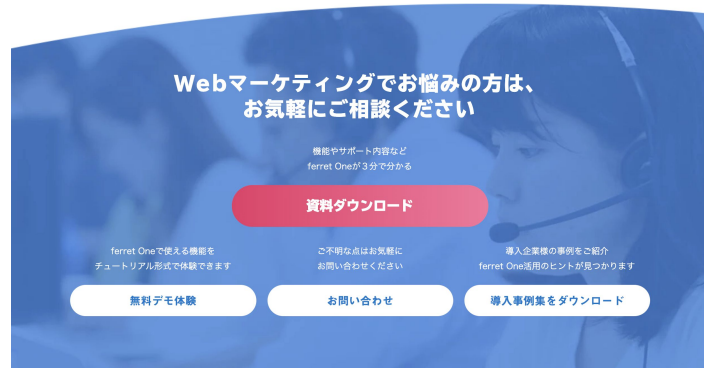 Webマーケティングでお悩みの方は、
お気軽にご相談ください
機能やサポート内容など
ferret Oneが3分で分かる
資料ダウンロード
ferret Oneで使える機能を
チュートリアル形式で体験できます
無料デモ体験
ご不明な点はお気軽に
お問い合わせください
お問い合わせ
導入企業様の事例をご紹介
ferret One活用のヒントが見つかります
導入事例集をダウンロード